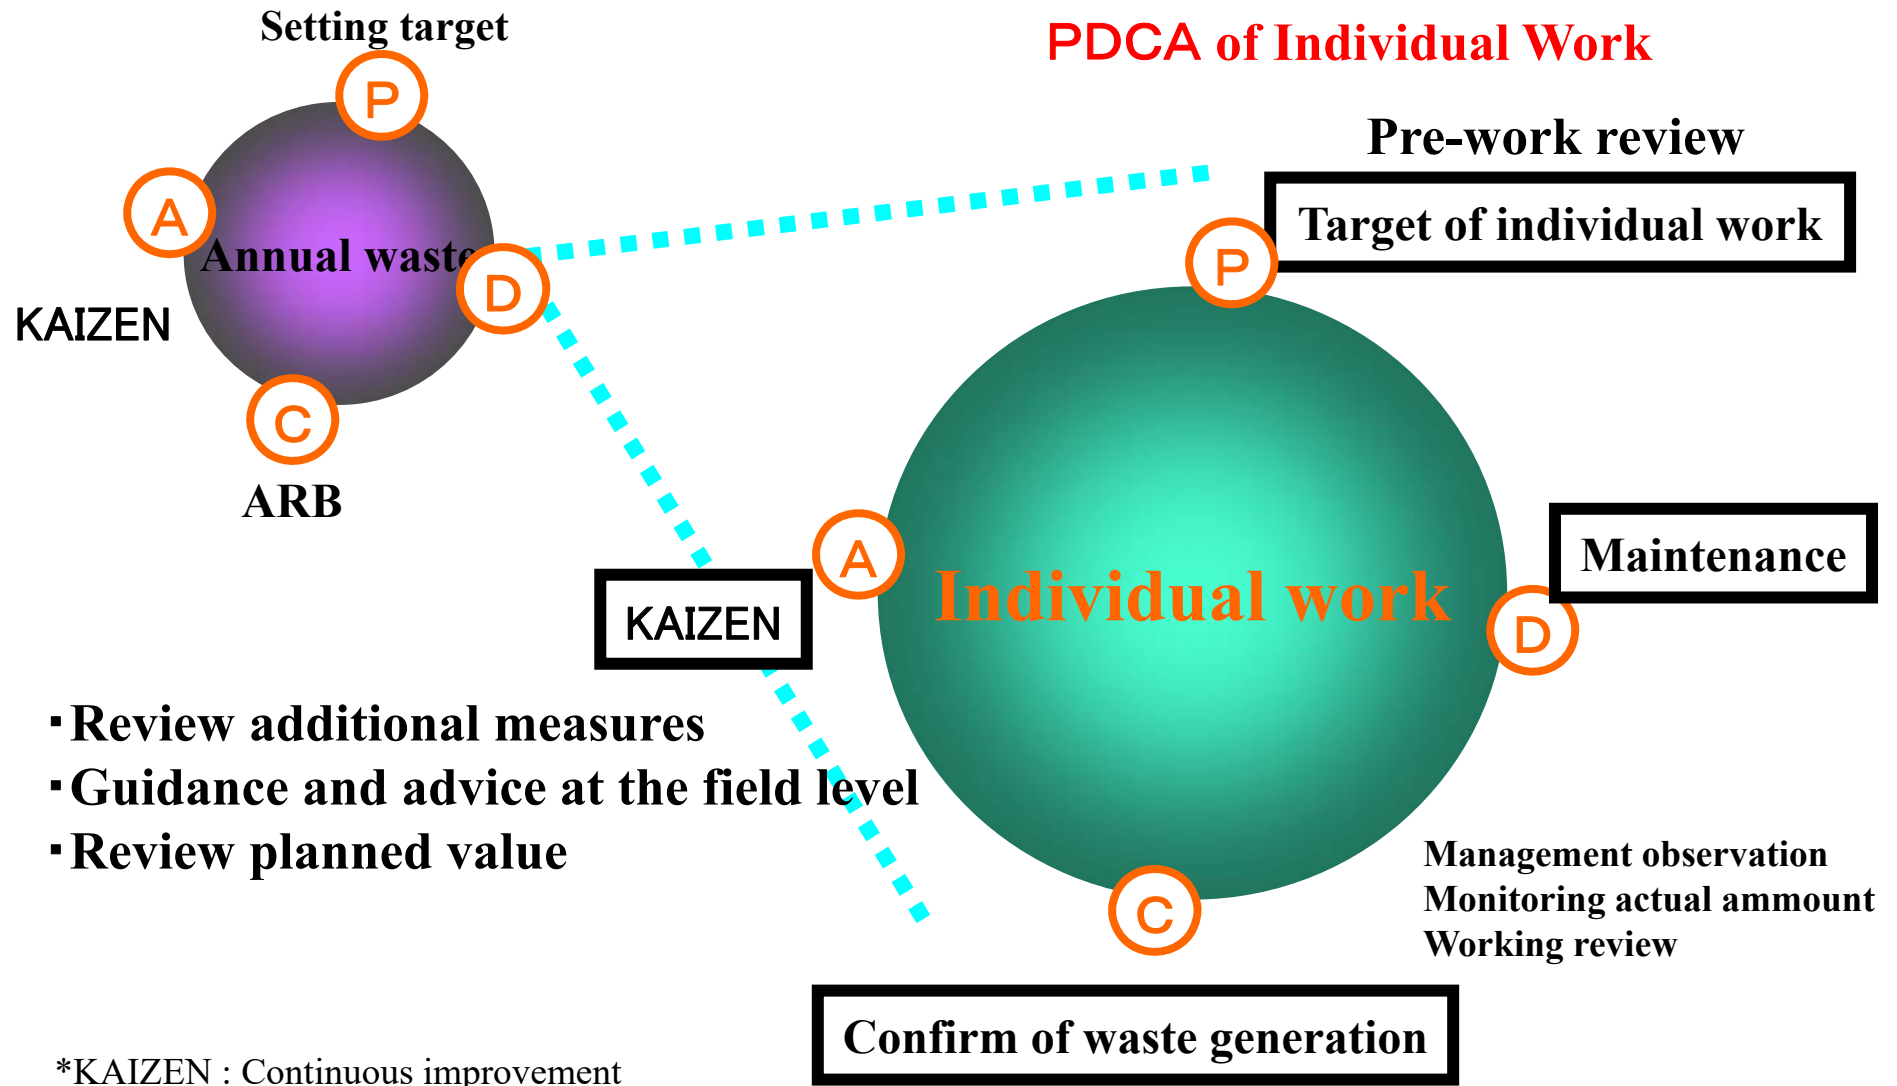 Setting target
PDCA of Individual Work
P
A
Annual waste
D
KAIZEN
C
ARB
Pre-work review
Target of individual work
P
Maintenance
A
Individual work
D
KAIZEN
・Review additional measures
・Guidance and advice at the field level
・Review planned value
Management observation
Monitoring actual ammount
Working review
C
Confirm of waste generation
*KAIZEN : Continuous improvement